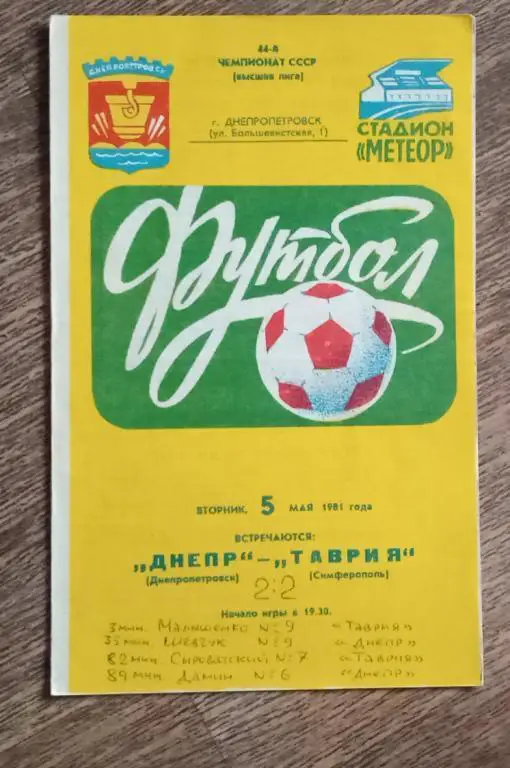 ДНЕПРОПЕТРОВСК
44-й
ЧЕМПИОНАТ СССР
(высшая лига)
г. ДНЕПРОПЕТРОВСК
(ул. Большевистская, 1)
СТАДИОН
«МЕТЕОР»
Футбол
ВТОРНИК, 5 МАЯ 1981 года
ВСТРЕЧАЮТСЯ:
„ДНЕПР“ – „ТАВРИЯ“
(Днепропетровск) (Симферополь)
2:2
Начало игры в 19.30.
3 мин. Малышенко №9 «Таврия»
35 мин. №9 «Днепр»
82 мин. Сыроватский №7 «Таврия»
89 мин. Дамин №6 «Днепр»